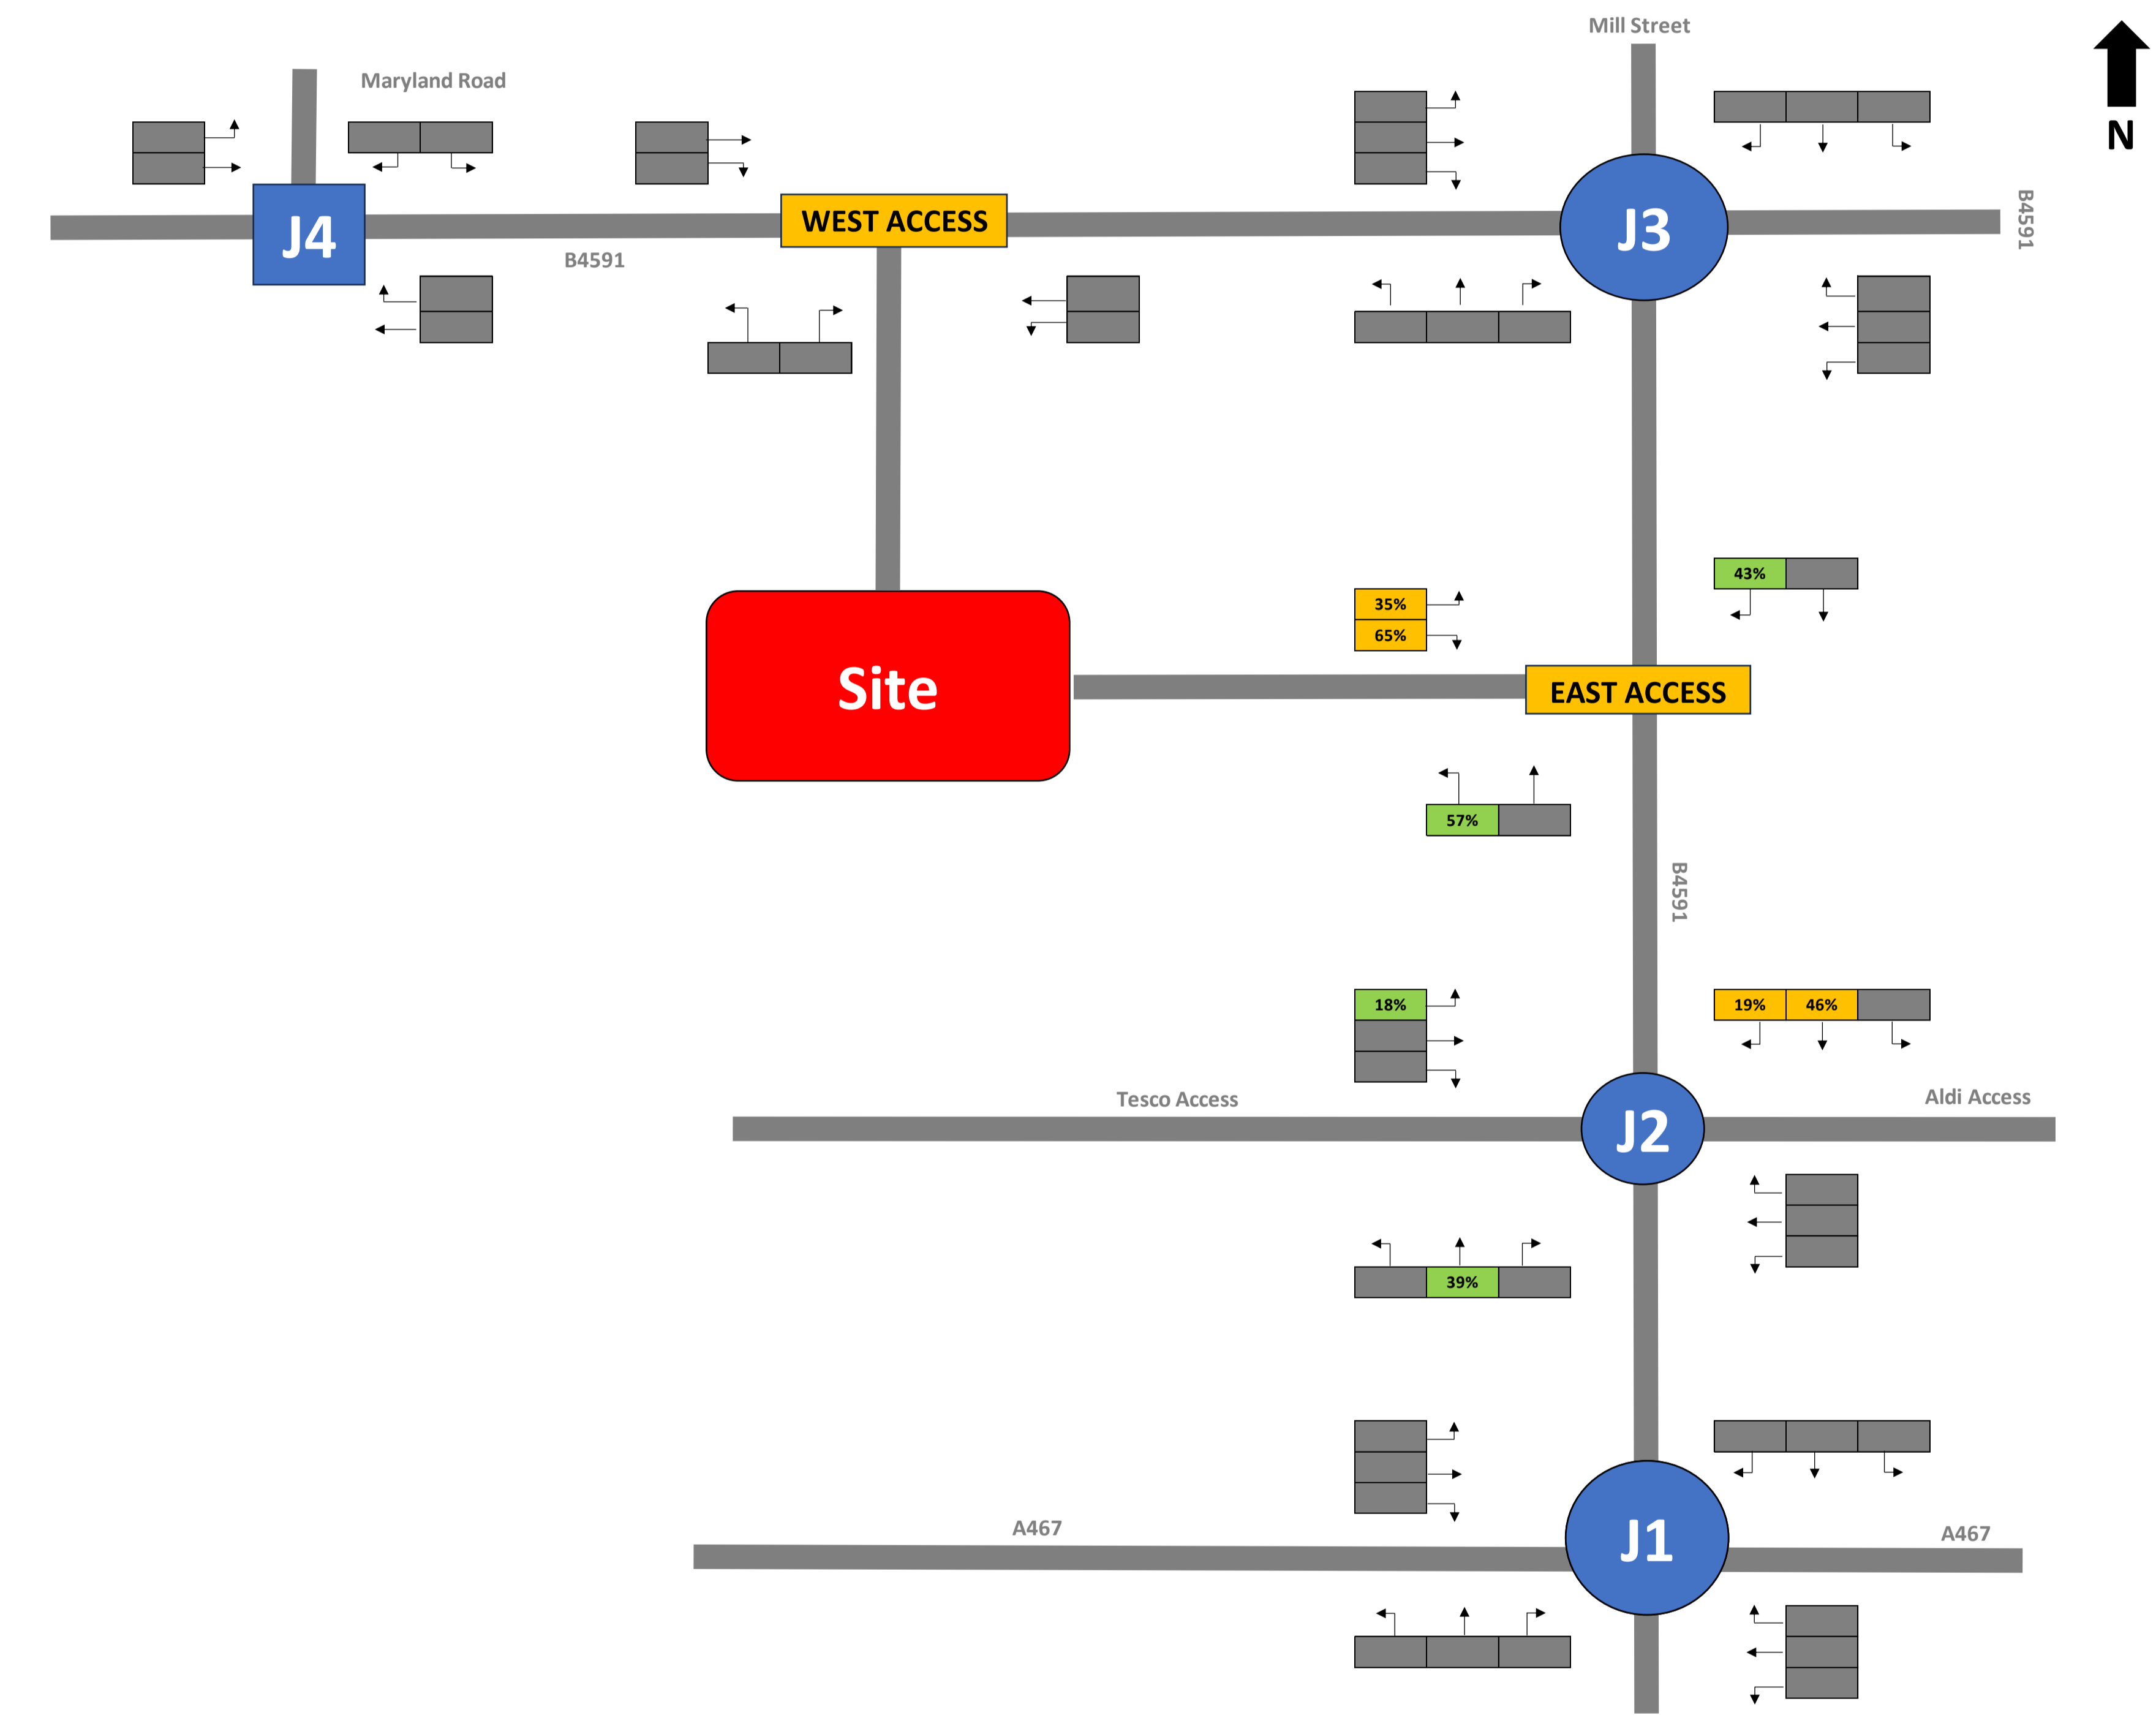 Mill Street
Maryland Road
N
B4591
J4
WEST ACCESS
J3
B4591
43%
35%
65%
Site
EAST ACCESS
57%
B4591
18%
19% 46%
Tesco Access
Aldi Access
J2
39%
A467
J1
A467